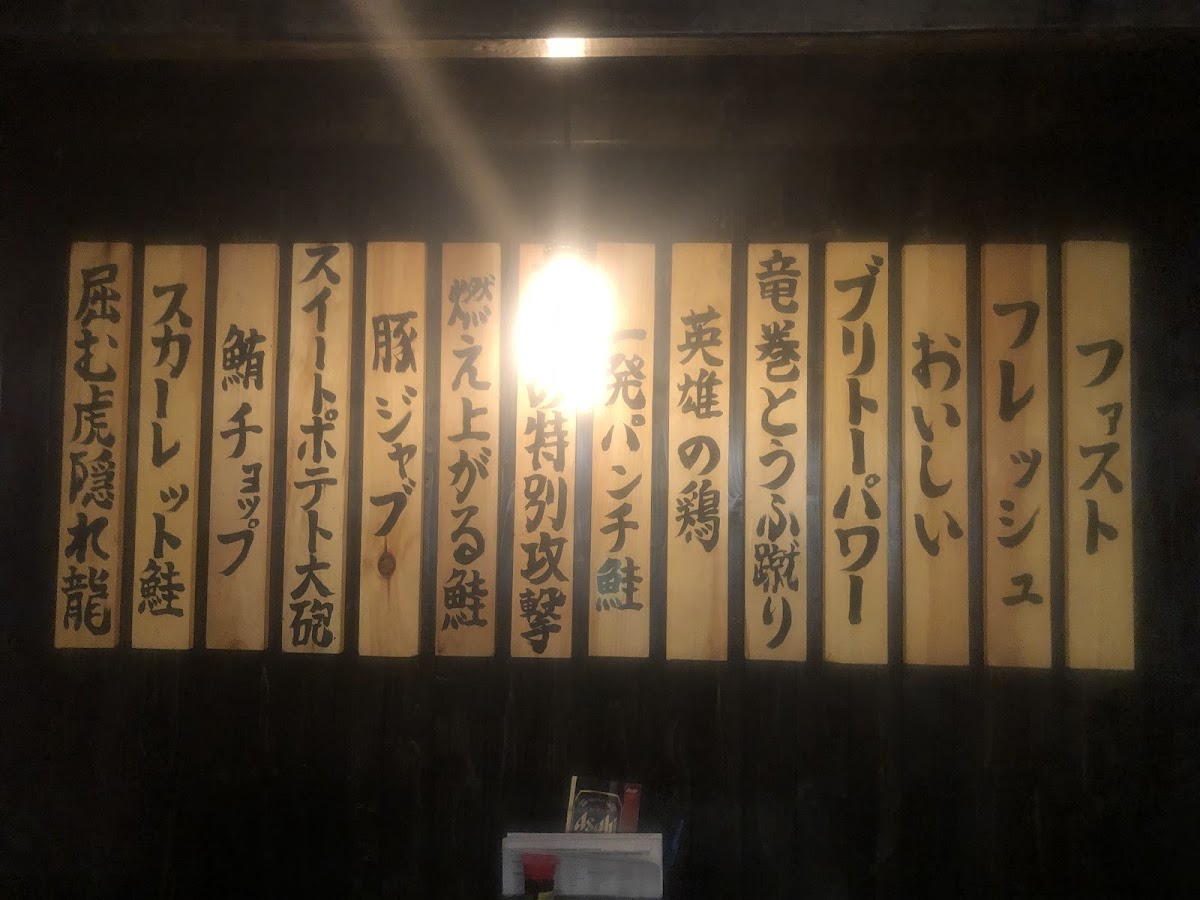 ファスト
フレッシュ
おいしい
ブリトーパワー
竜巻とうふ蹴り
英雄の鶏
一発パンチ鮭
特別攻撃
燃え上がる鮭
豚ジャブ
スイートポテト大砲
鮪チョップ
スカーレット鮭
屈む虎隠れ龍
Asahi